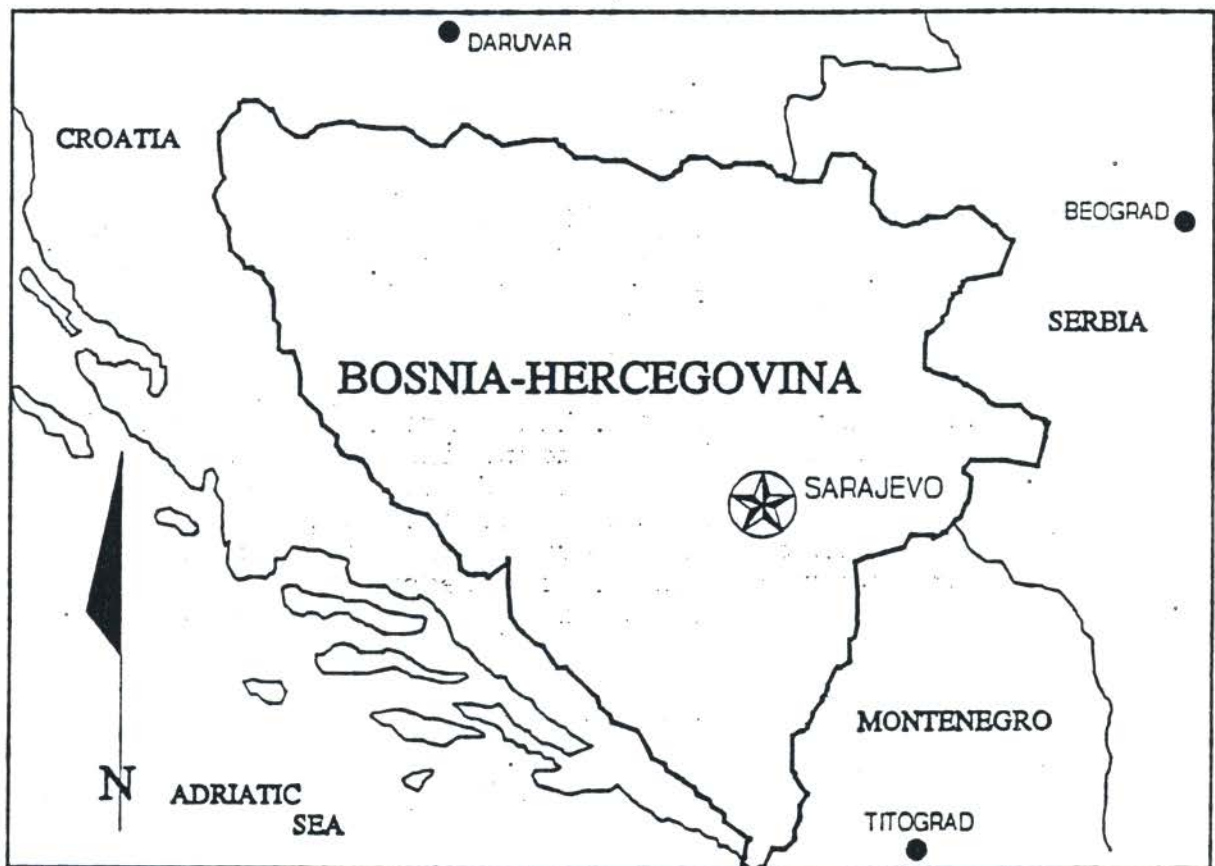 DARUVAR
CROATIA
BEOGRAD
SERBIA
BOSNIA-HERCEGOVINA
SARAJEVO
MONTENEGRO
N
ADRIATIC
SEA
TITOGRAD